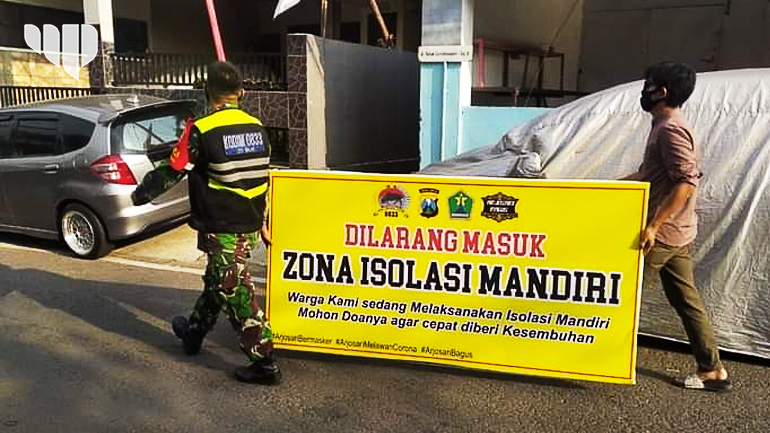 KODIM 0833
0833
DILARANG MASUK
ZONA ISOLASI MANDIRI
Warga Kami sedang Melaksanakan Isolasi Mandiri
Mohon Doanya agar cepat diberi Kesembuhan
#ArjosariBermasker #ArjosariMelawanCorona #ArjosariBagus